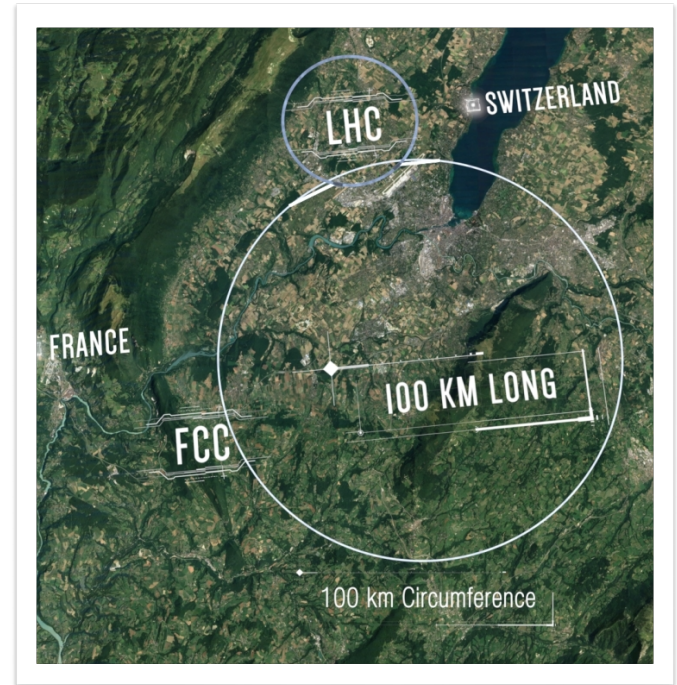 LHC
SWITZERLAND
FRANCE
100 KM LONG
FCC
100 km Circumference